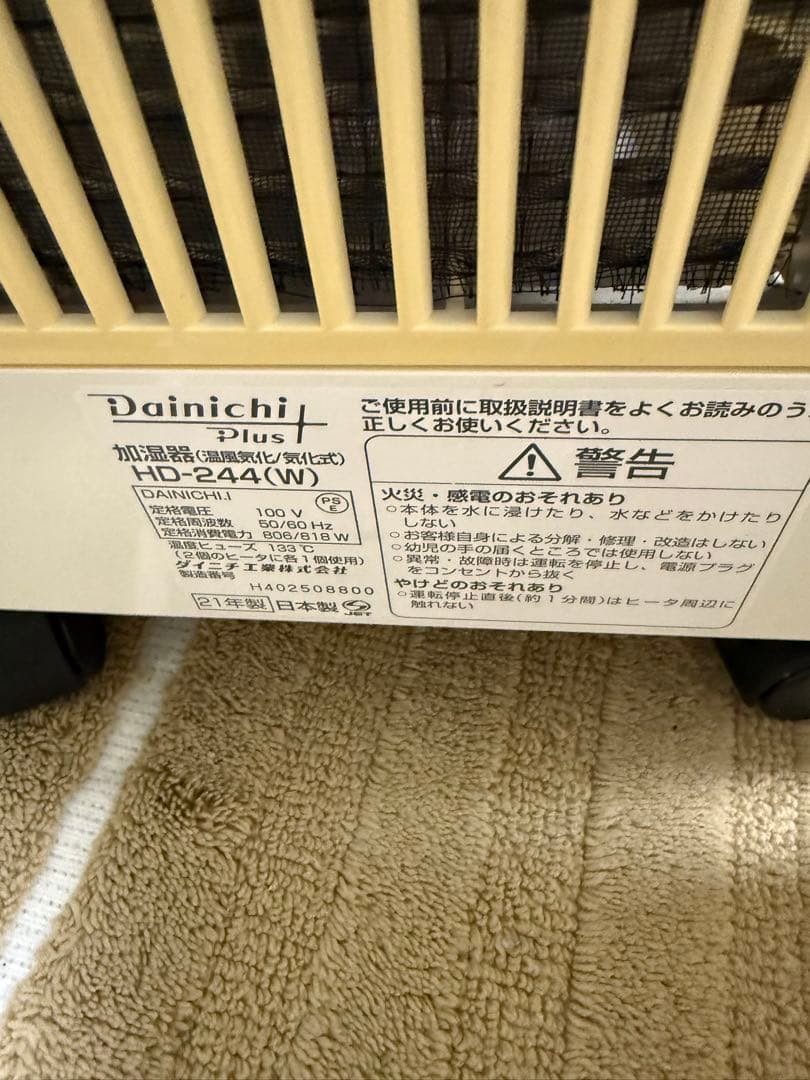 Dainichi
Plus
加湿器(温風気化/気化式)
HD-244(W)
DAINICHI.I
PS
E
定格電圧 100 V
定格周波数 50/60 Hz
定格消費電力 806/818 W
温度ヒューズ 133℃
(2個のヒータに各1個使用)
ダイニチ工業株式会社
製造番号
H402508800
21年製 日本製 JET
ご使用前に取扱説明書をよくお読みのう
正しくお使いください。
警告
火災・感電のおそれあり
○本体を水に浸けたり、水などをかけたり
しない
○お客様自身による分解・修理・改造はしない
○幼児の手の届くところでは使用しない
○異常・故障時は運転を停止し、電源プラグ
をコンセントから抜く
やけどのおそれあり
○運転停止直後(約1分間)はヒータ周辺に
触れない